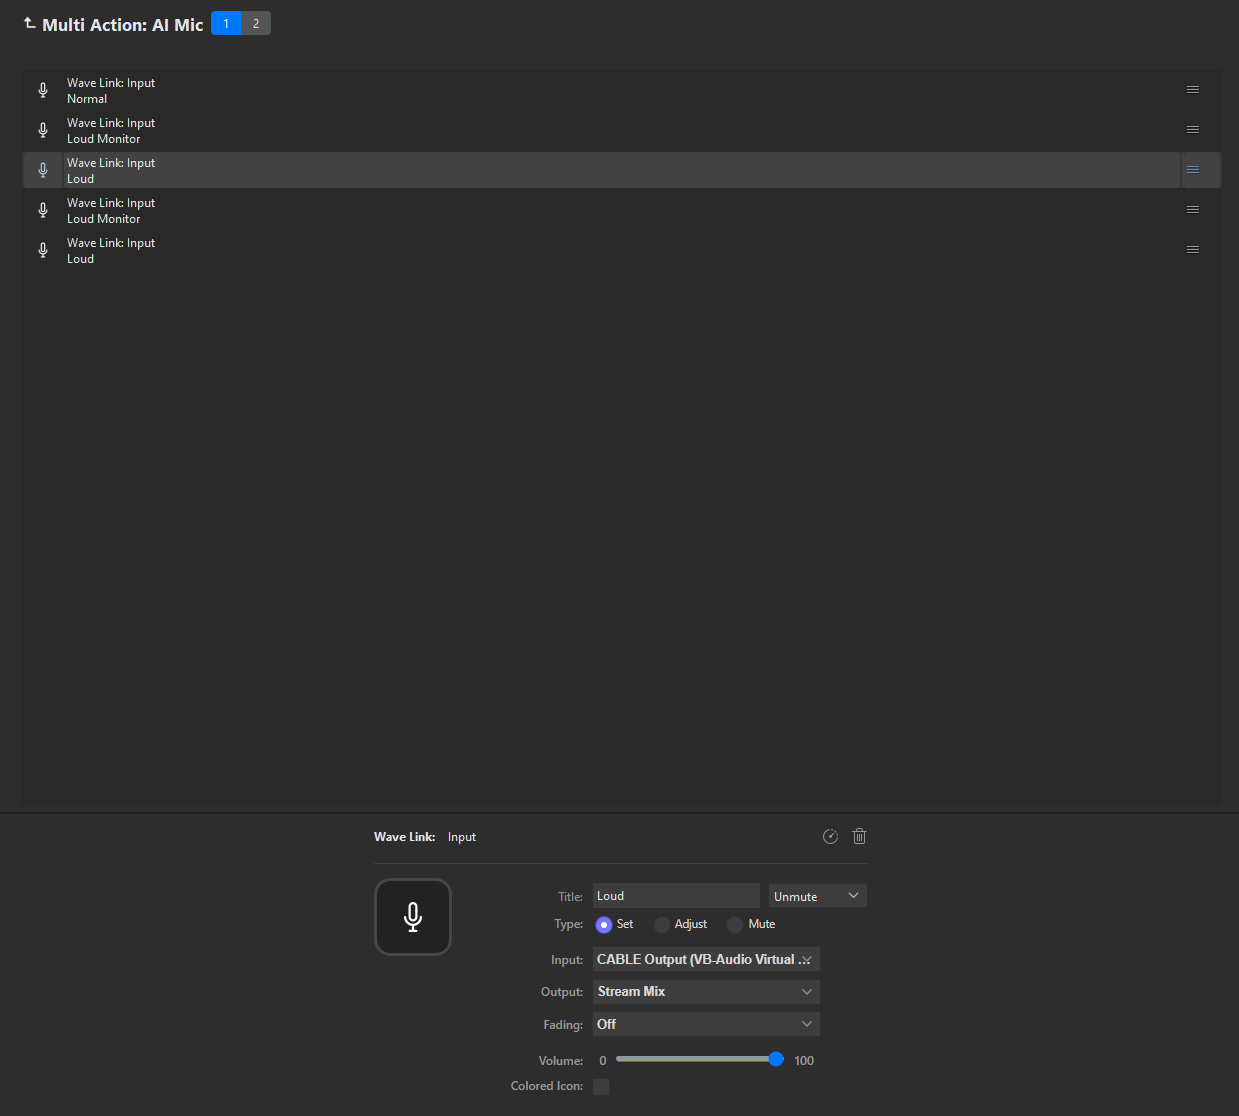 Multi Action: AI Mic 1 2
Wave Link: Input
Normal
Wave Link: Input
Loud Monitor
Wave Link: Input
Loud
Wave Link: Input
Loud Monitor
Wave Link: Input
Loud
Wave Link: Input
Title: Loud Unmute
Type: Set Adjust Mute
Input: CABLE Output (VB-Audio Virtual ...
Output: Stream Mix
Fading: Off
Volume: 0 100
Colored Icon: